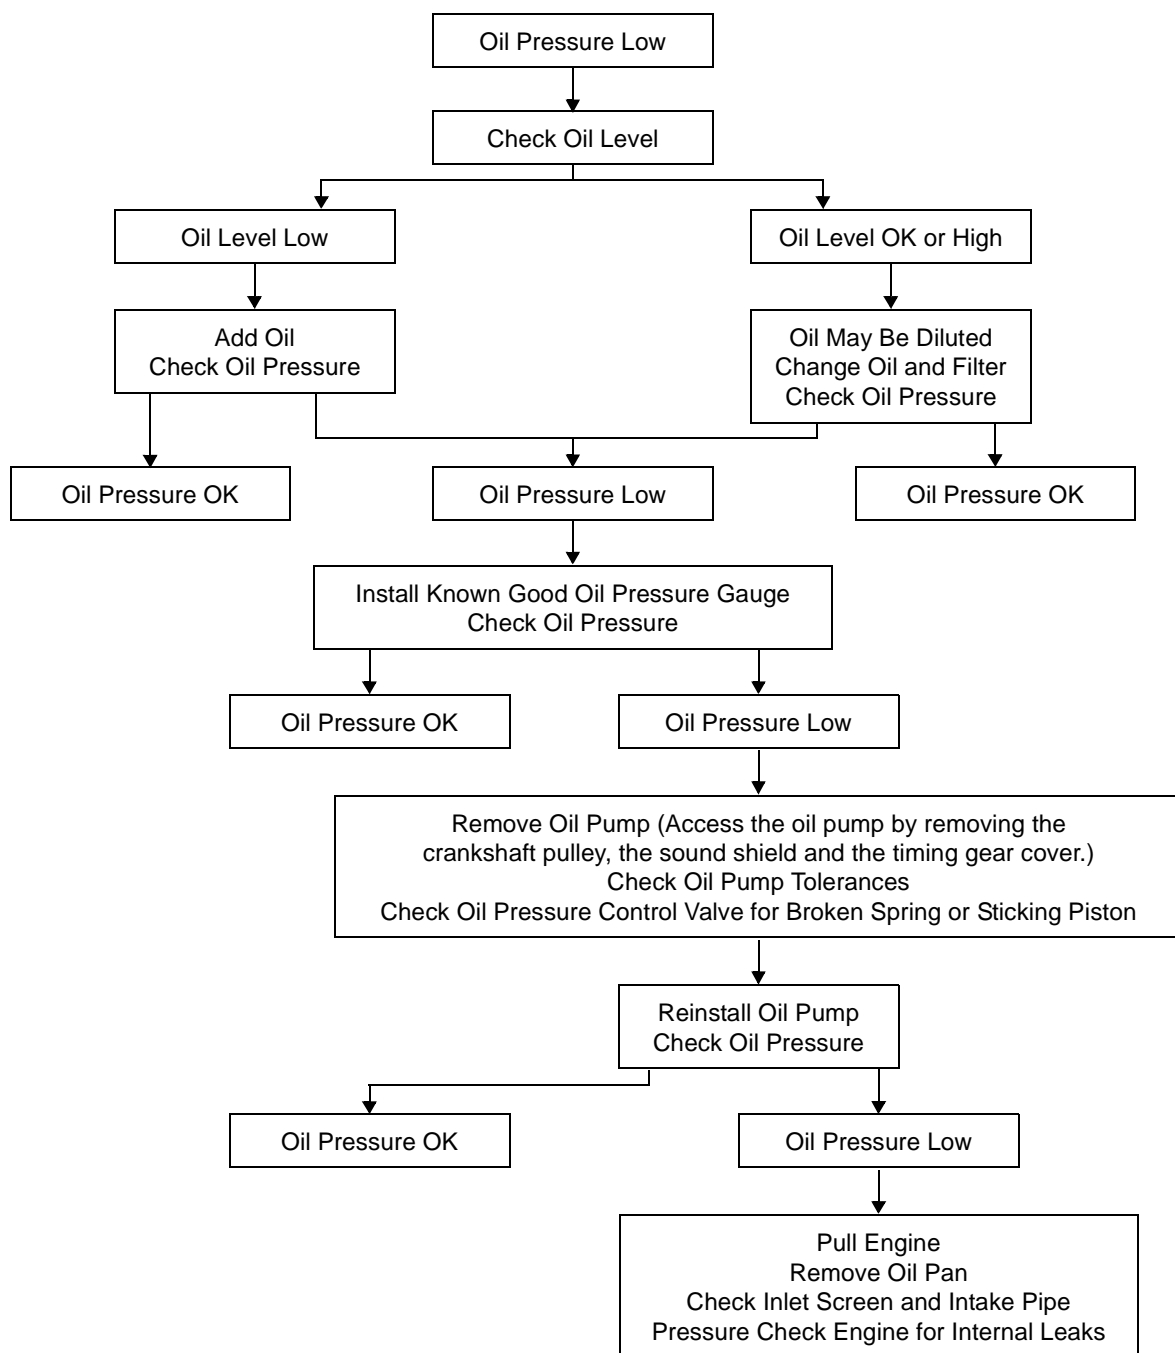 Oil Pressure Low
Check Oil Level
Oil Level Low
Oil Level OK or High
Add Oil
Check Oil Pressure
Oil May Be Diluted
Change Oil and Filter
Check Oil Pressure
Oil Pressure OK
Oil Pressure Low
Oil Pressure OK
Install Known Good Oil Pressure Gauge
Check Oil Pressure
Oil Pressure OK
Oil Pressure Low
Remove Oil Pump (Access the oil pump by removing the
crankshaft pulley, the sound shield and the timing gear cover.)
Check Oil Pump Tolerances
Check Oil Pressure Control Valve for Broken Spring or Sticking Piston
Reinstall Oil Pump
Check Oil Pressure
Oil Pressure OK
Oil Pressure Low
Pull Engine
Remove Oil Pan
Check Inlet Screen and Intake Pipe
Pressure Check Engine for Internal Leaks